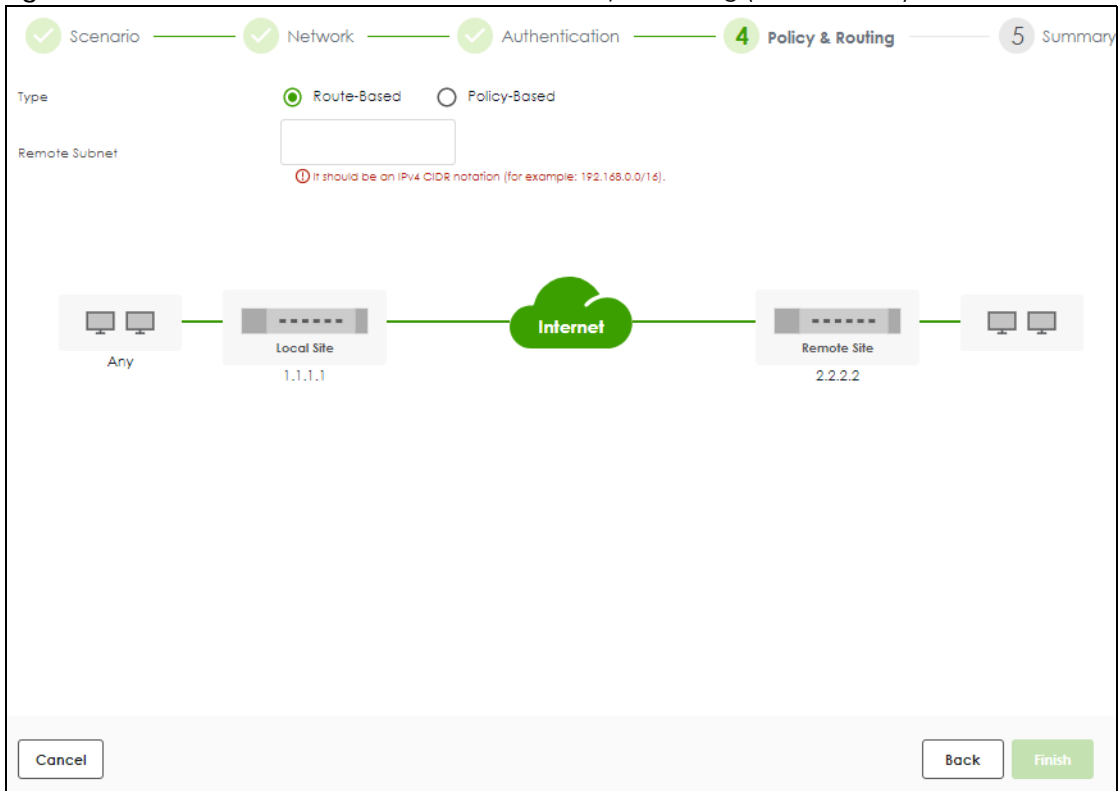 Scenario Network Authentication 4 Policy & Routing 5 Summary
Type Route-Based Policy-Based
Remote Subnet
It should be an IPv4 CIDR notation (for example: 192.168.0.0/16).
Internet
Local Site Remote Site
Any
1.1.1.1 2.2.2.2
Cancel Back Finish